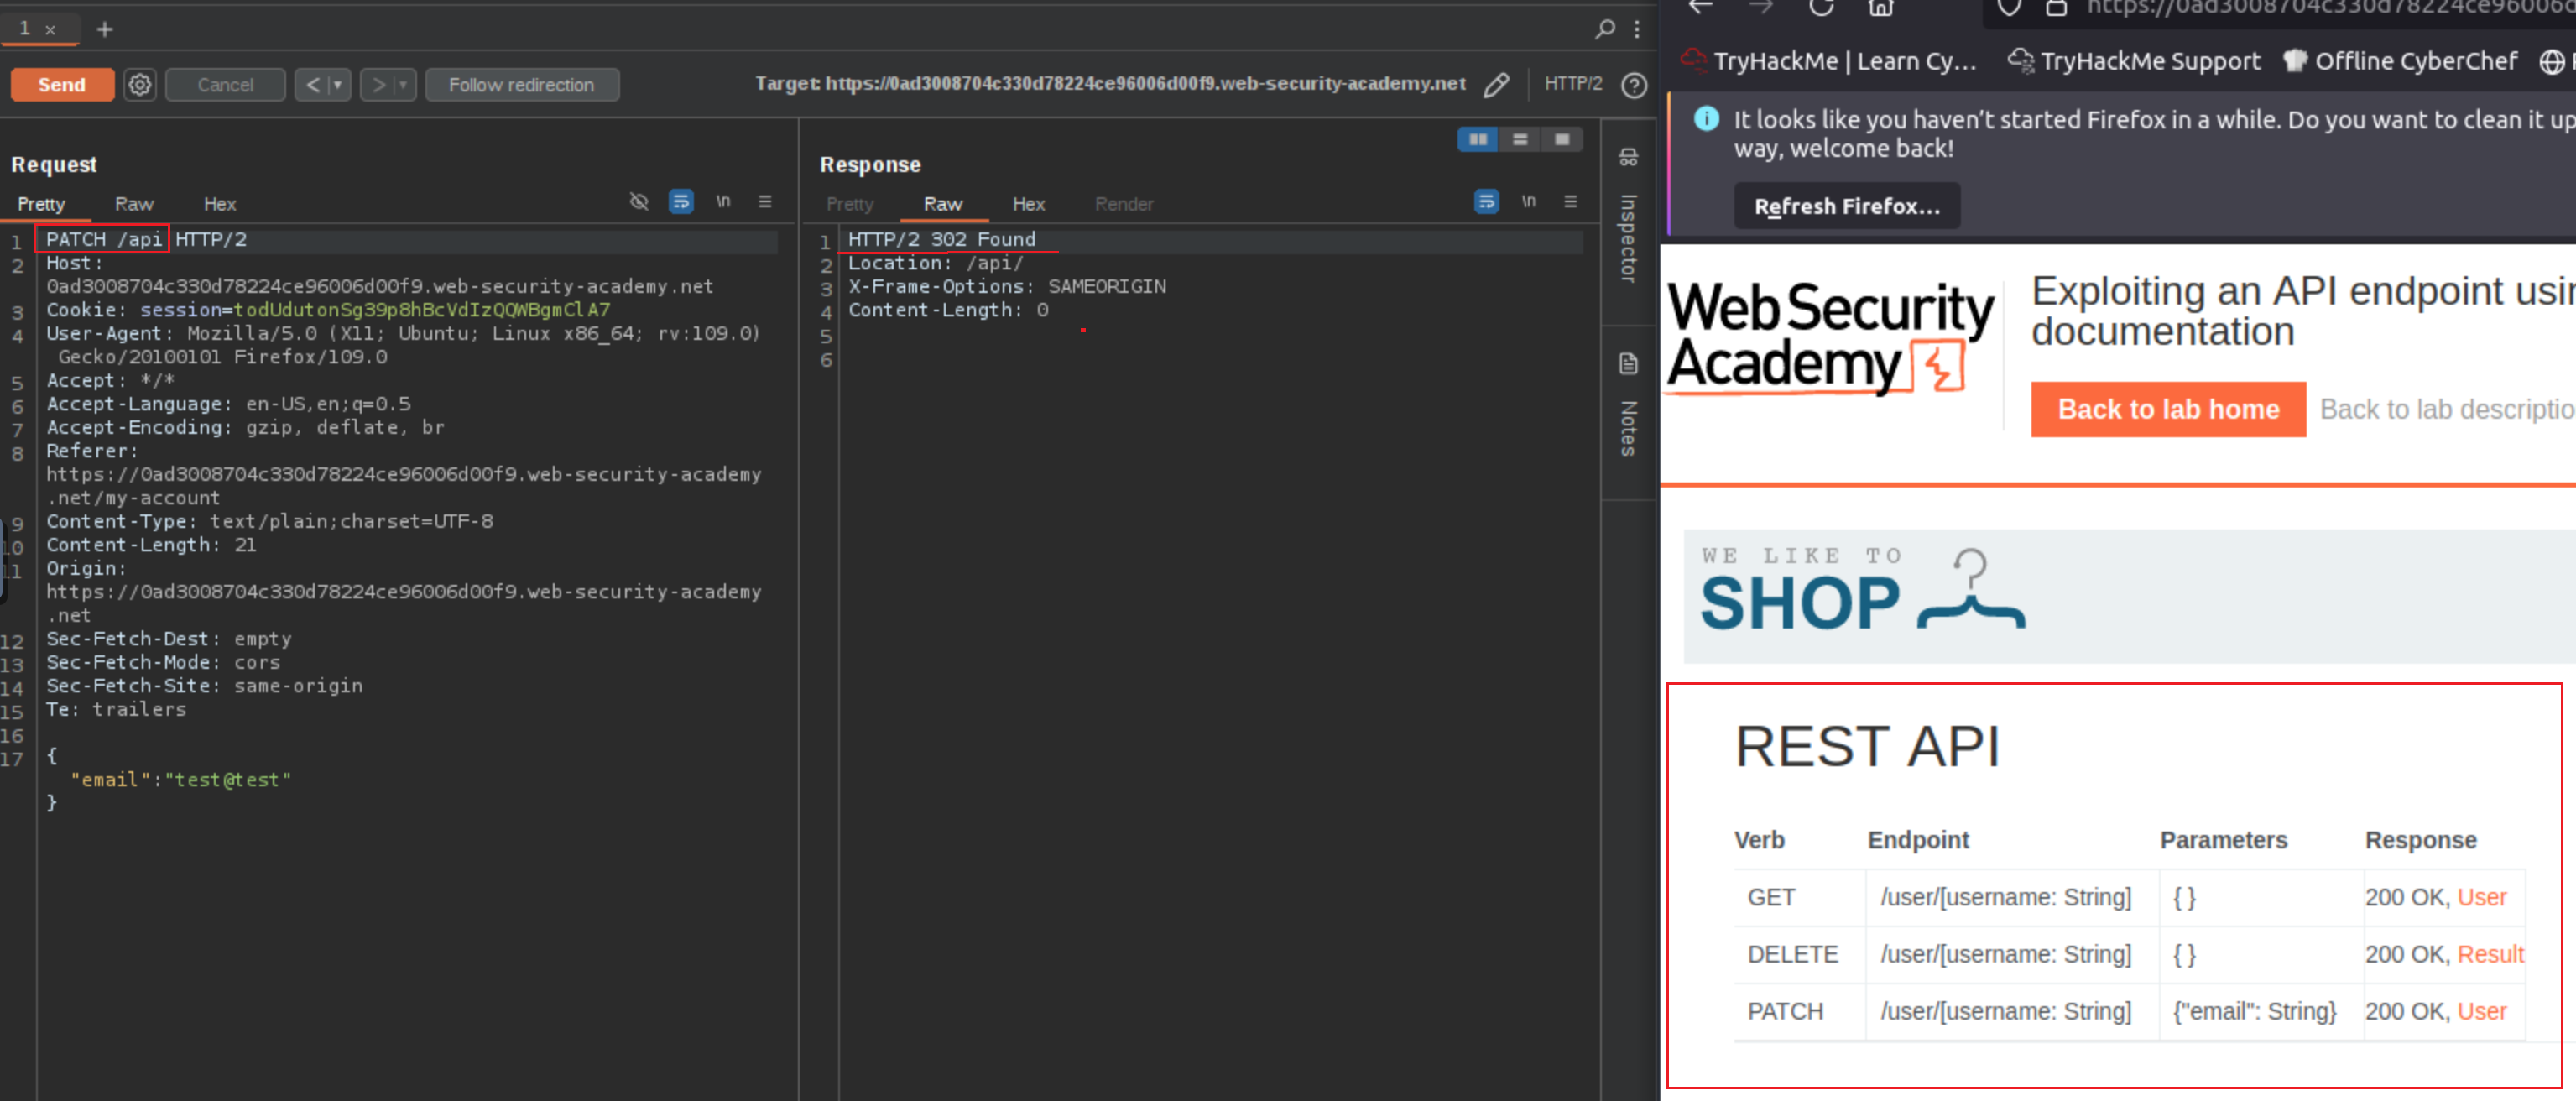 1 ×
+
Send
Cancel
<
>
Follow redirection
Target: https://0ad3008704c330d78224ce96006d00f9.web-security-academy.net
HTTP/2
Request
Pretty
Raw
Hex
\n
1 PATCH /api HTTP/2
2 Host:
0ad3008704c330d78224ce96006d00f9.web-security-academy.net
3 Cookie: session=todUdutonSg39p8hBcVdIzQQWBgmClA7
4 User-Agent: Mozilla/5.0 (X11; Ubuntu; Linux x86_64; rv:109.0)
Gecko/20100101 Firefox/109.0
5 Accept: */*
6 Accept-Language: en-US,en;q=0.5
7 Accept-Encoding: gzip, deflate, br
8 Referer:
https://0ad3008704c330d78224ce96006d00f9.web-security-academy
.net/my-account
9 Content-Type: text/plain;charset=UTF-8
10 Content-Length: 21
11 Origin:
https://0ad3008704c330d78224ce96006d00f9.web-security-academy
.net
12 Sec-Fetch-Dest: empty
13 Sec-Fetch-Mode: cors
14 Sec-Fetch-Site: same-origin
15 Te: trailers
16
17 {
"email":"test@test"
}
Response
Pretty
Raw
Hex
Render
\n
1 HTTP/2 302 Found
2 Location: /api/
3 X-Frame-Options: SAMEORIGIN
4 Content-Length: 0
5
6
Inspector
Notes
https://0ad3008704c330d78224ce96006d
TryHackMe | Learn Cy...
TryHackMe Support
Offline CyberChef
It looks like you haven't started Firefox in a while. Do you want to clean it up
way, welcome back!
Refresh Firefox...
Web Security
Academy
Exploiting an API endpoint usin
documentation
Back to lab home
Back to lab descriptio
WE LIKE TO
SHOP
REST API
Verb Endpoint Parameters Response
GET /user/[username: String] { } 200 OK, User
DELETE /user/[username: String] { } 200 OK, Result
PATCH /user/[username: String] {"email": String} 200 OK, User